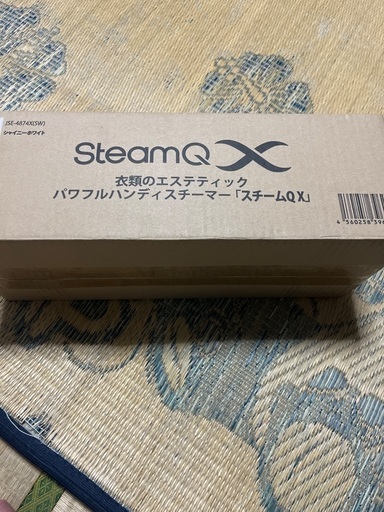 JSE-4874X(SW)
シャイニーホワイト
SteamQ X
衣類のエステティック
パワフルハンディスチーマー「スチームQ X」